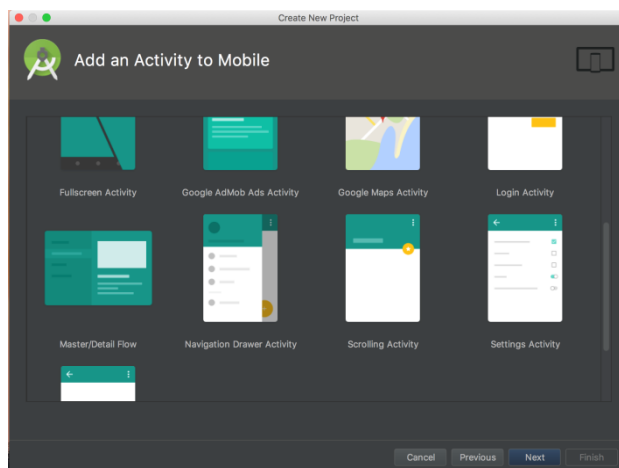 Create New Project
Add an Activity to Mobile
Fullscreen Activity
Google AdMob Ads Activity
Google Maps Activity
Login Activity
Master/Detail Flow
Navigation Drawer Activity
Scrolling Activity
Settings Activity
Cancel
Previous
Next
Finish